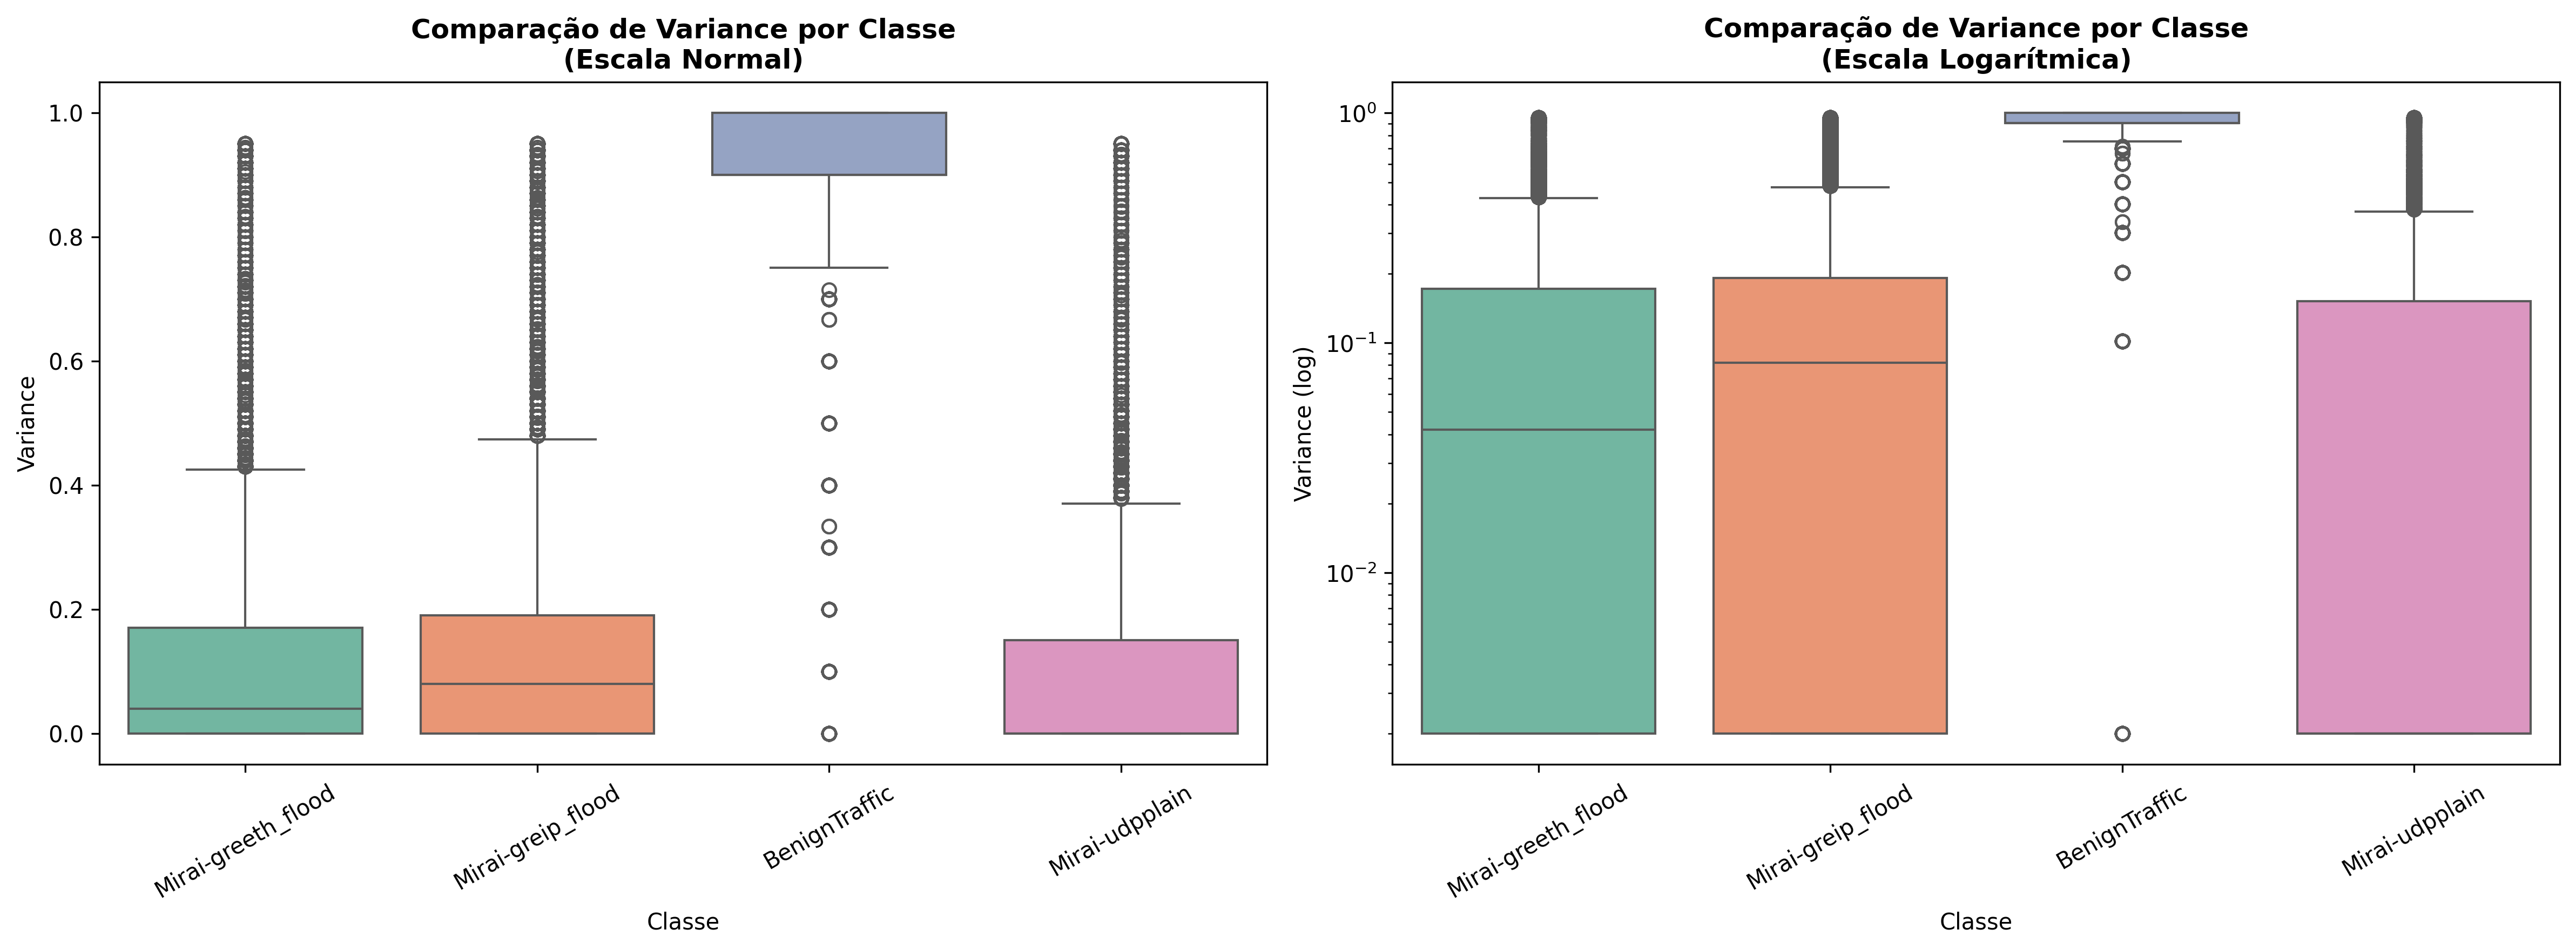 Comparação de Variance por Classe
(Escala Normal)
Variance
1.0
0.8
0.6
0.4
0.2
0.0
Mirai-greeth_flood
Mirai-greip_flood
BenignTraffic
Mirai-udpplain
Classe
Comparação de Variance por Classe
(Escala Logarítmica)
Variance (log)
10⁰
10⁻¹
10⁻²
Mirai-greeth_flood
Mirai-greip_flood
BenignTraffic
Mirai-udpplain
Classe